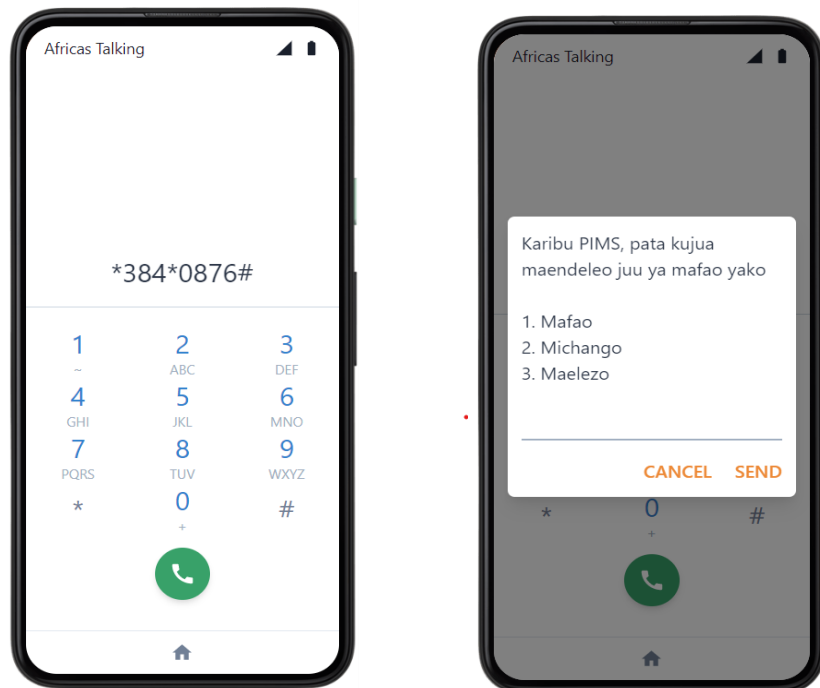 Africas Talking
*384*0876#
1 2 3
~ ABC DEF
4 5 6
GHI JKL MNO
7 8 9
PQRS TUV WXYZ
* 0 #
+
Africas Talking
Karibu PIMS, pata kujua
maendeleo juu ya mafao yako
1. Mafao
2. Michango
3. Maelezo
CANCEL SEND
* 0 #
+